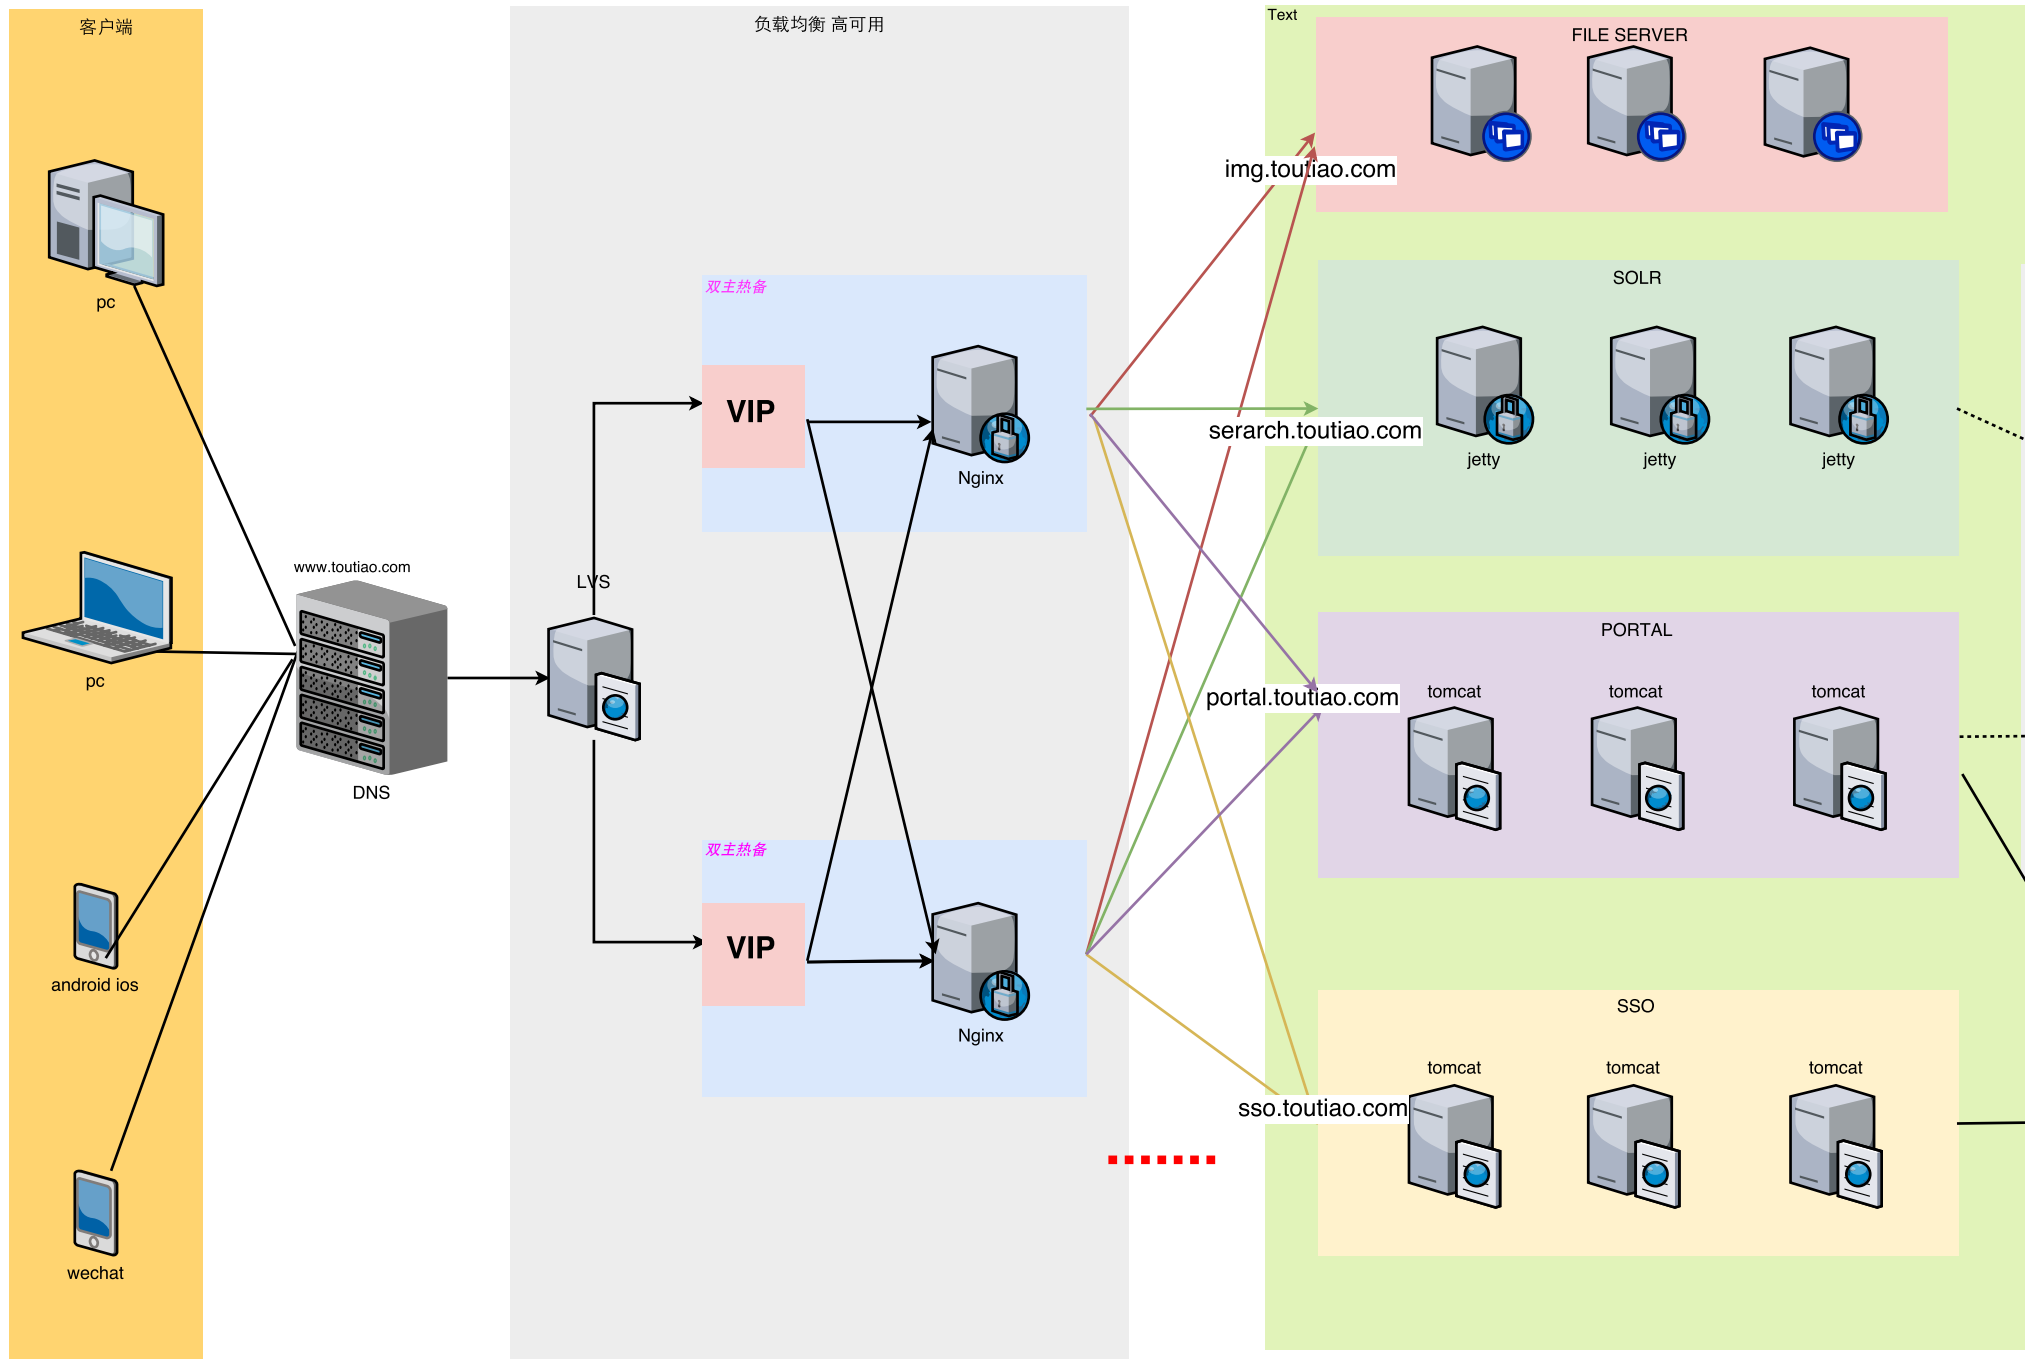 客户端
pc
pc
android ios
wechat
www.toutiao.com
DNS
负载均衡 高可用
LVS
双主热备
VIP
Nginx
双主热备
VIP
Nginx
img.toutiao.com
serarch.toutiao.com
portal.toutiao.com
sso.toutiao.com
Text
FILE SERVER
SOLR
jetty
jetty
jetty
PORTAL
tomcat
tomcat
tomcat
SSO
tomcat
tomcat
tomcat